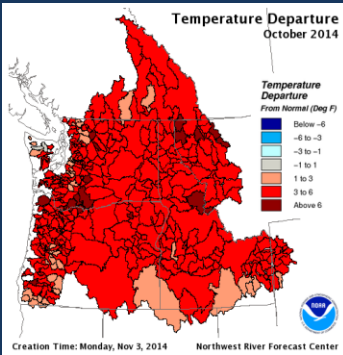 Temperature Departure
October 2014
Temperature
Departure
From Normal (Deg F)
Below -6
-6 to -3
-3 to -1
-1 to 1
1 to 3
3 to 6
Above 6
noaa
Creation Time: Monday, Nov 3, 2014 Northwest River Forecast Center